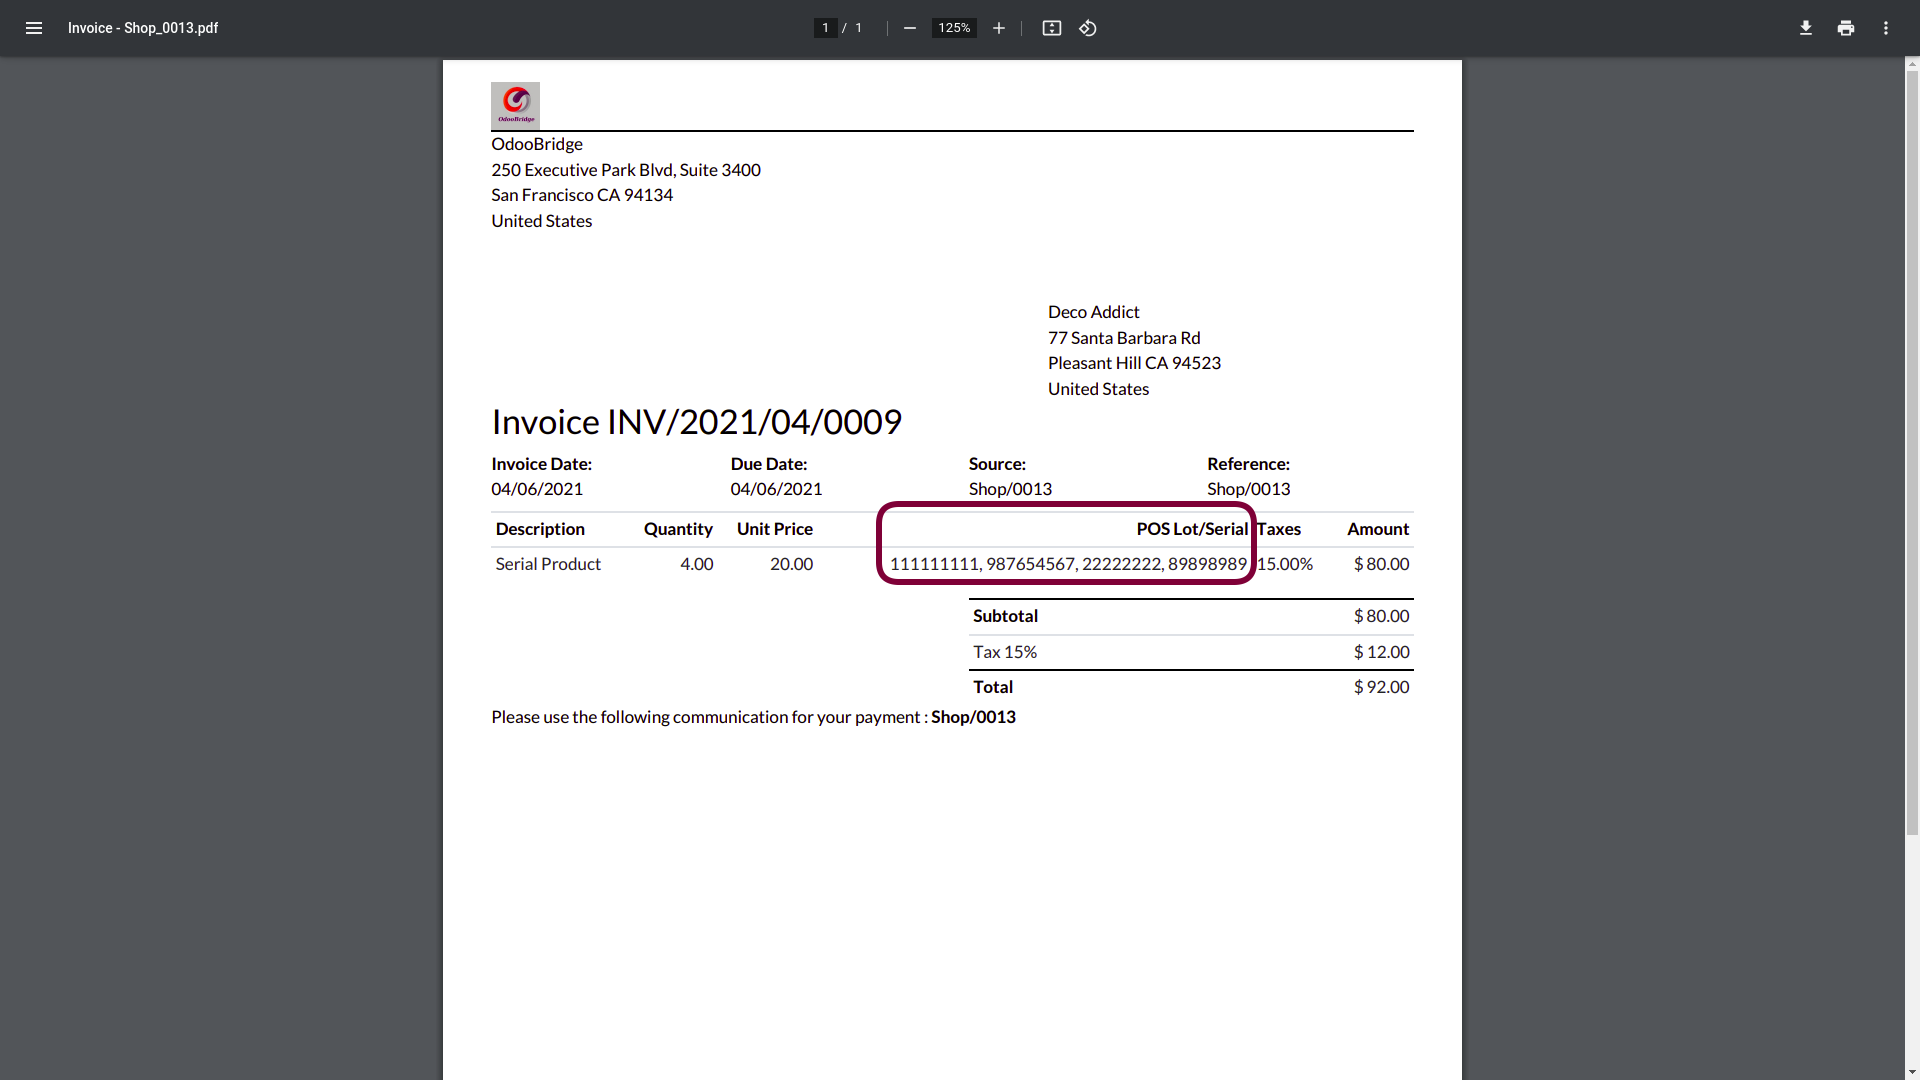 Invoice - Shop_0013.pdf
1 / 1
125%
OdooBridge
OdooBridge
250 Executive Park Blvd, Suite 3400
San Francisco CA 94134
United States
Deco Addict
77 Santa Barbara Rd
Pleasant Hill CA 94523
United States
Invoice INV/2021/04/0009
Invoice Date: Due Date: Source: Reference:
04/06/2021 04/06/2021 Shop/0013 Shop/0013
Description Quantity Unit Price POS Lot/Serial Taxes Amount
Serial Product 4.00 20.00 111111111, 987654567, 22222222, 89898989 15.00% $ 80.00
Subtotal $ 80.00
Tax 15% $ 12.00
Total $ 92.00
Please use the following communication for your payment : Shop/0013